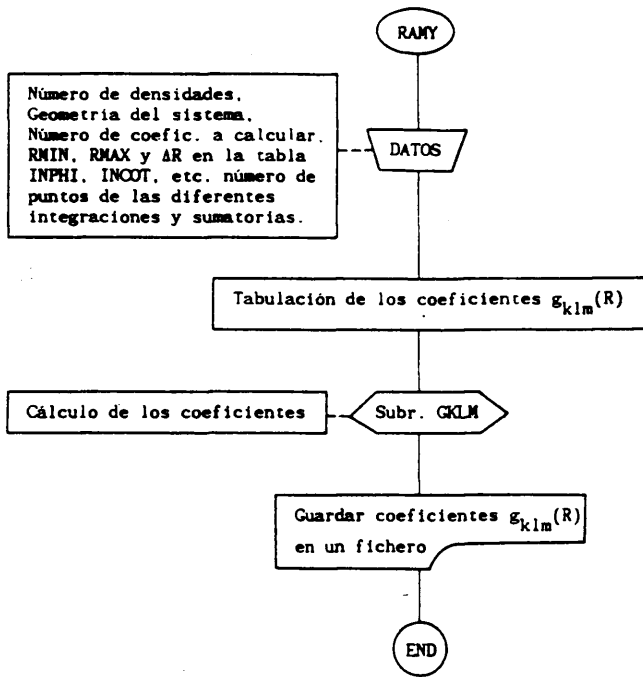 RAMY
Número de densidades,
Geometría del sistema,
Número de coefic. a calcular.
RMIN, RMAX y ΔR en la tabla
INPHI, INCOT, etc. número de
puntos de las diferentes
integraciones y sumatorias.
DATOS
Tabulación de los coeficientes g_klm(R)
Cálculo de los coeficientes
Subr. GKLM
Guardar coeficientes g_klm(R)
en un fichero
END